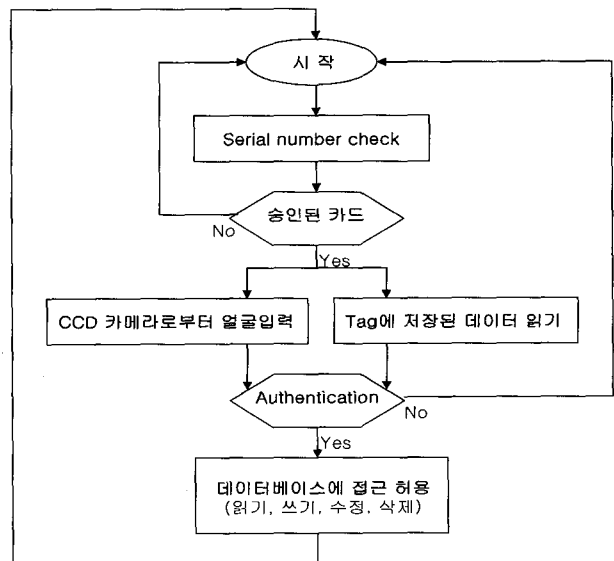 시 작
Serial number check
승인된 카드
No
Yes
CCD 카메라로부터 얼굴입력
Tag에 저장된 데이터 읽기
Authentication
No
Yes
데이터베이스에 접근 허용
(읽기, 쓰기, 수정, 삭제)